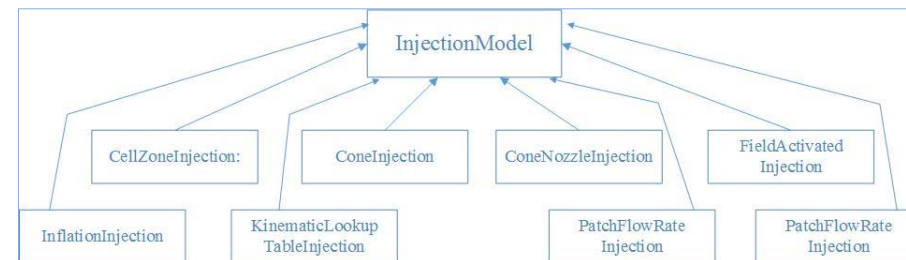 InjectionModel
CellZoneInjection:
ConeInjection
ConeNozzleInjection
FieldActivated
Injection
InflationInjection
KinematicLookup
TableInjection
PatchFlowRate
Injection
PatchFlowRate
Injection